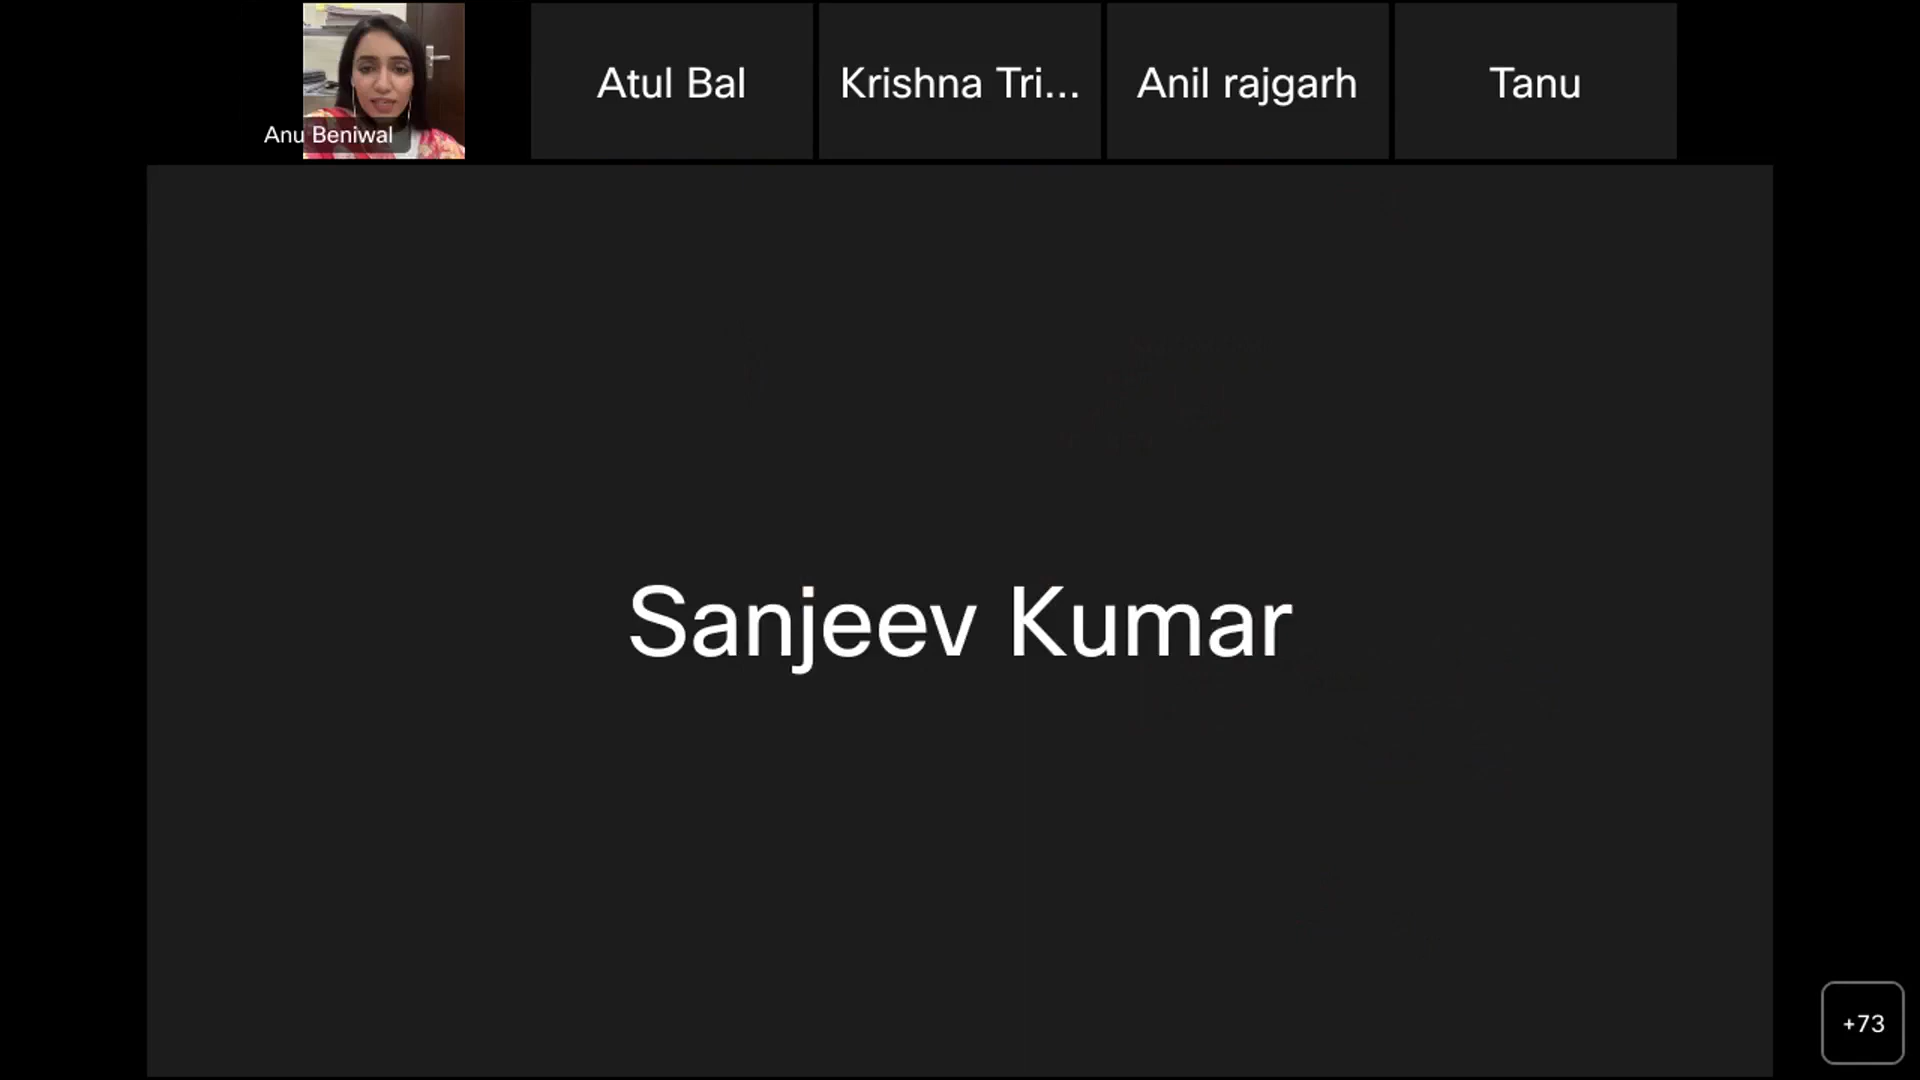 Anu Beniwal
Atul Bal
Krishna Tri...
Anil rajgarh
Tanu
Sanjeev Kumar
+73